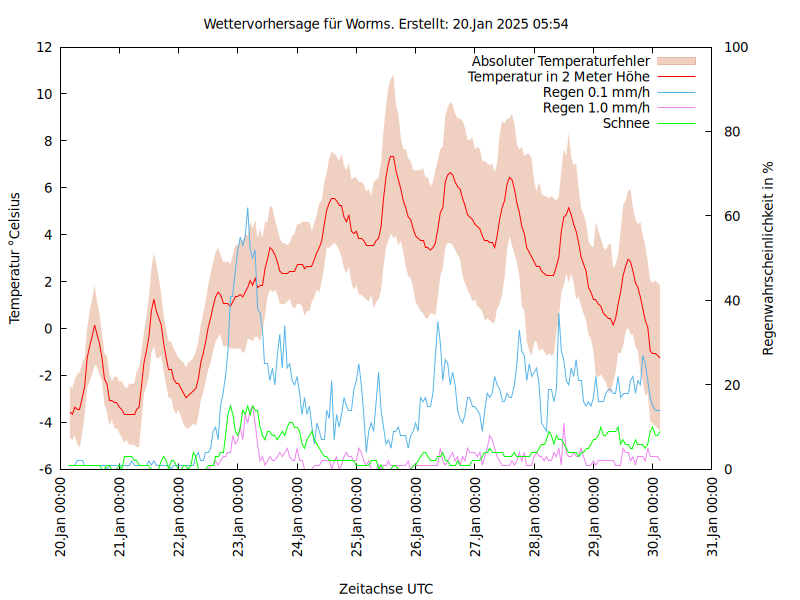 Wettervorhersage für Worms. Erstellt: 20.Jan 2025 05:54
Absoluter Temperaturfehler
Temperatur in 2 Meter Höhe
Regen 0.1 mm/h
Regen 1.0 mm/h
Schnee
Temperatur °Celsius
12
10
8
6
4
2
0
-2
-4
-6
Regenwahrscheinlichkeit in %
100
80
60
40
20
0
20.Jan 00:00
21.Jan 00:00
22.Jan 00:00
23.Jan 00:00
24.Jan 00:00
25.Jan 00:00
26.Jan 00:00
27.Jan 00:00
28.Jan 00:00
29.Jan 00:00
30.Jan 00:00
31.Jan 00:00
Zeitachse UTC